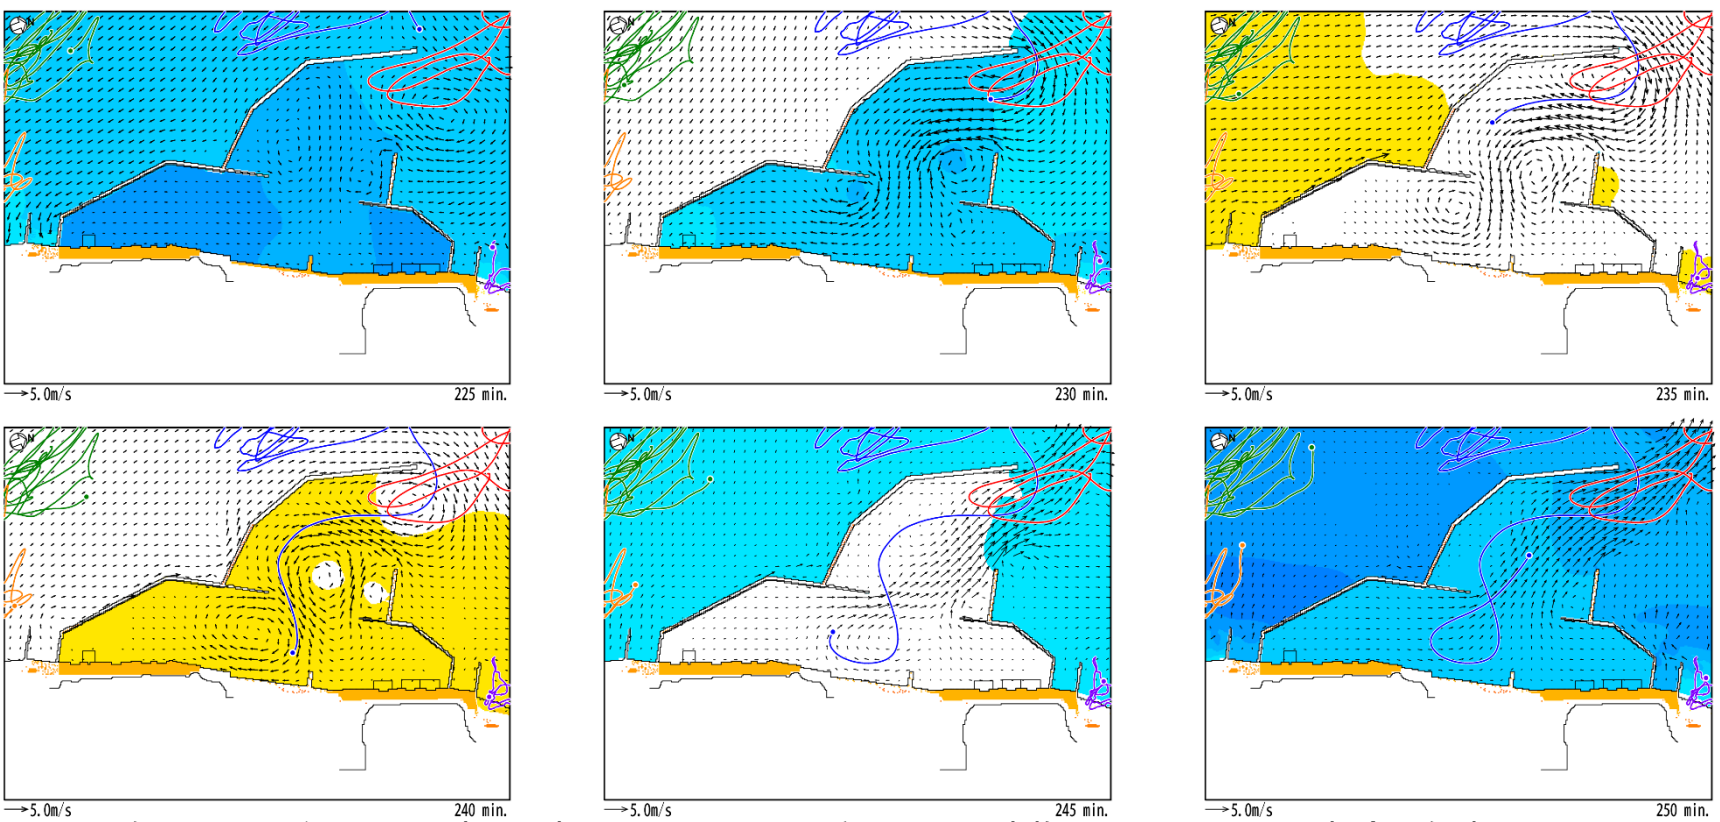 N
N
N
5.0m/s 225 min.
5.0m/s 230 min.
5.0m/s 235 min.
N
N
N
5.0m/s 240 min.
5.0m/s 245 min.
5.0m/s 250 min.